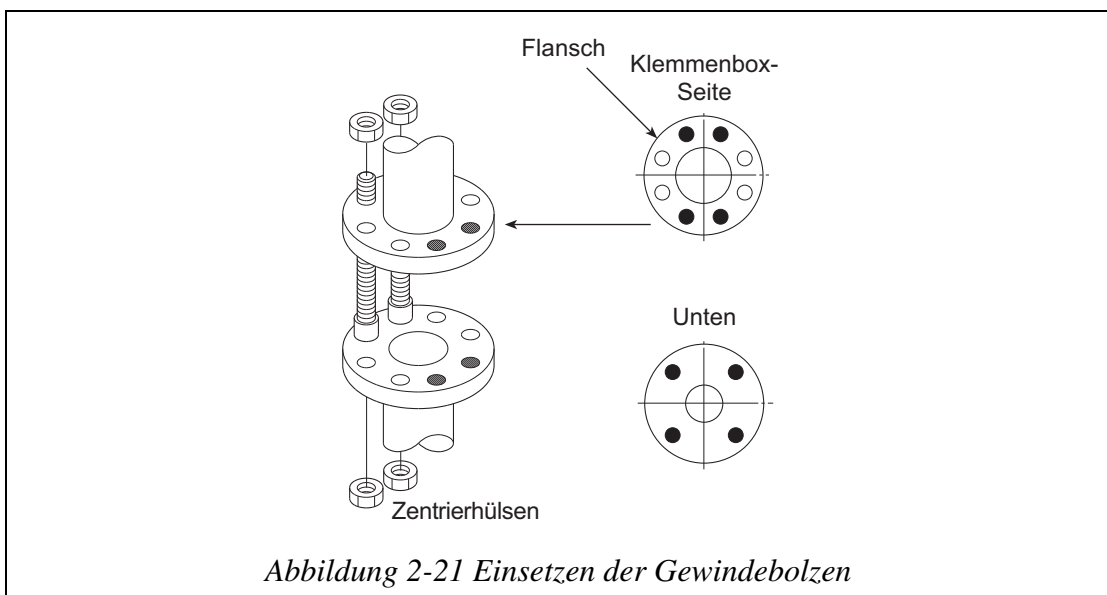 Flansch
Klemmenbox-
Seite
Unten
Zentrierhülsen
Abbildung 2-21 Einsetzen der Gewindebolzen